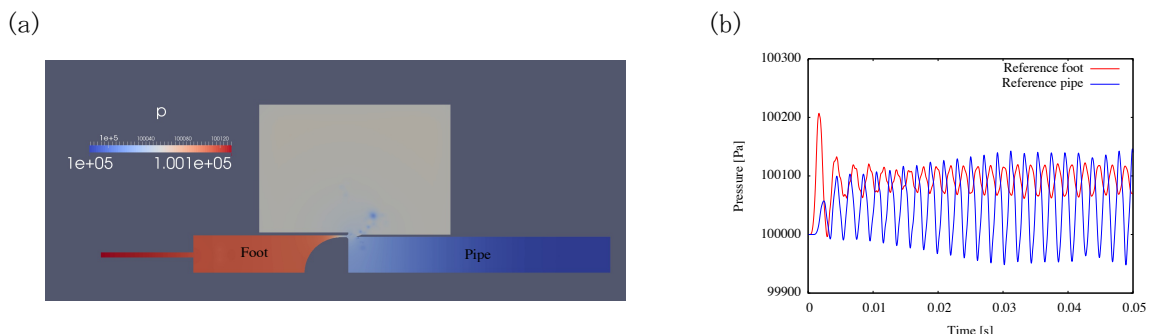 (a)
p
1e+5 100040 100080 100120
1e+05 1.001e+05
Foot
Pipe
(b)
100300
100200
100100
100000
99900
Pressure [Pa]
Reference foot
Reference pipe
0 0.01 0.02 0.03 0.04 0.05
Time [s]